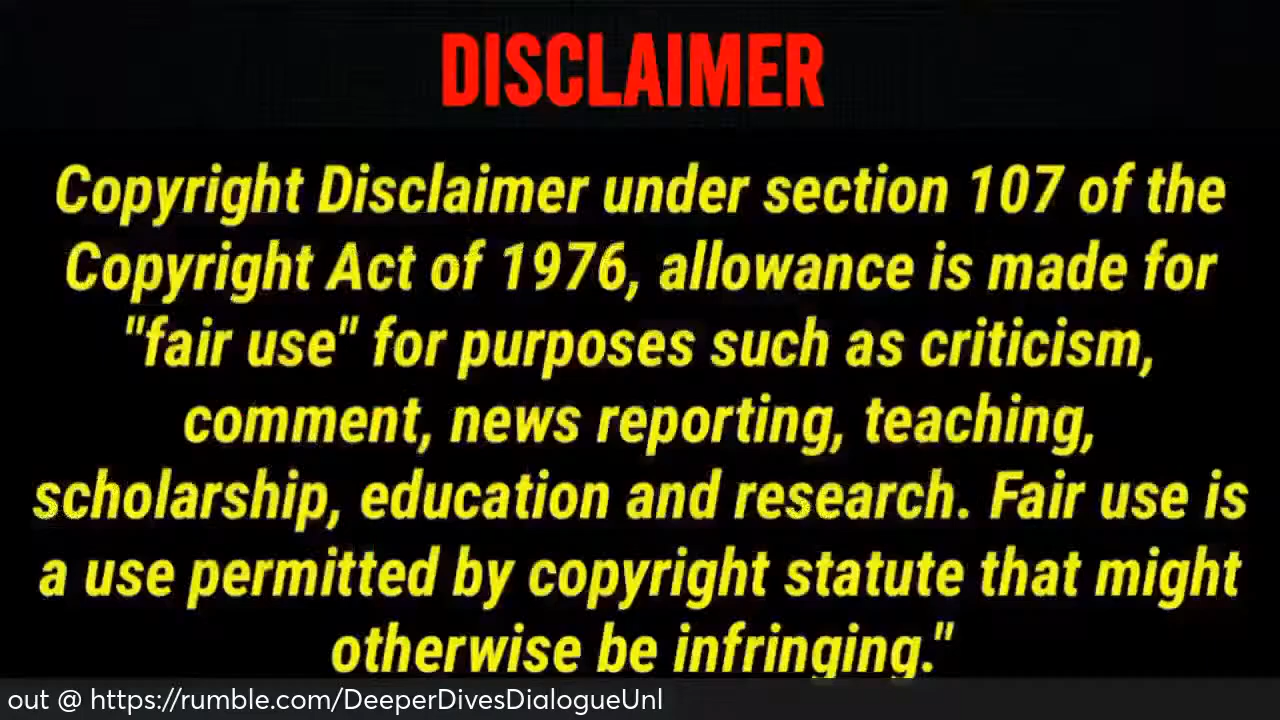 DISCLAIMER
Copyright Disclaimer under section 107 of the
Copyright Act of 1976, allowance is made for
"fair use" for purposes such as criticism,
comment, news reporting, teaching,
scholarship, education and research. Fair use is
a use permitted by copyright statute that might
otherwise be infringing."
out @ https://rumble.com/DeeperDivesDialogueUnl